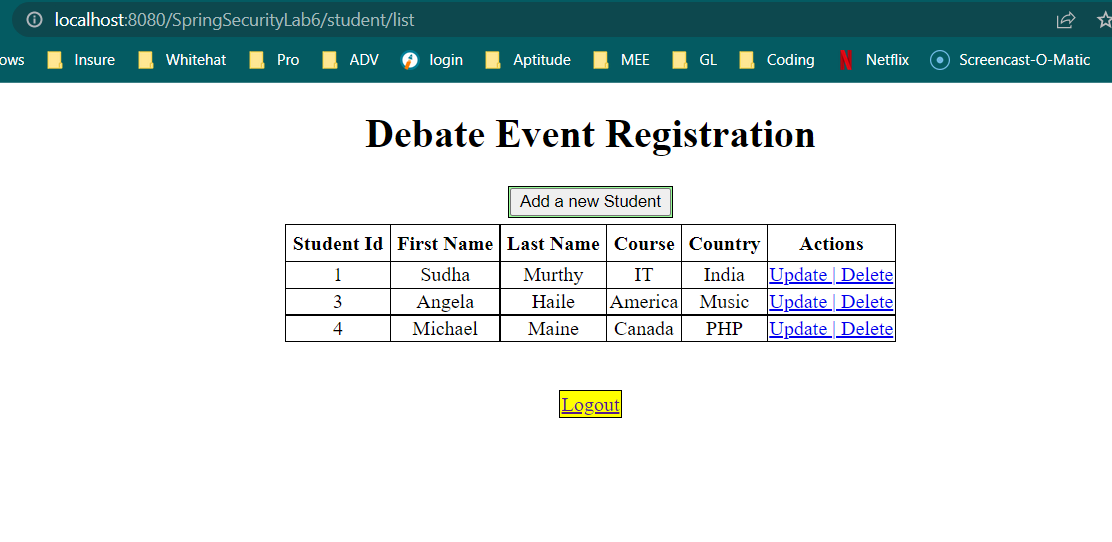 localhost:8080/SpringSecurityLab6/student/list
ows Insure Whitehat Pro ADV login Aptitude MEE GL Coding Netflix Screencast-O-Matic
Debate Event Registration
Add a new Student
Student Id First Name Last Name Course Country Actions
1 Sudha Murthy IT India Update | Delete
3 Angela Haile America Music Update | Delete
4 Michael Maine Canada PHP Update | Delete
Logout